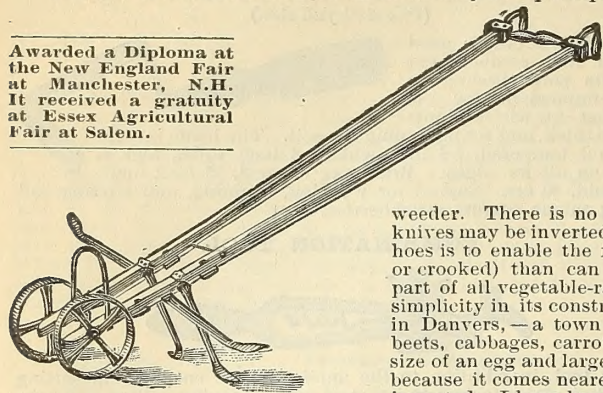 Awarded a Diploma at
the New England Fair
at Manchester, N.H.
It received a gratuity
at Essex Agricultural
Fair at Salem.
weeder. There is no
knives may be inverted
hoes is to enable the
or crooked) than can
part of all vegetable-r
simplicity in its constr
in Danvers, — a town
beets, cabbages, carro
size of an egg and large
because it comes neare